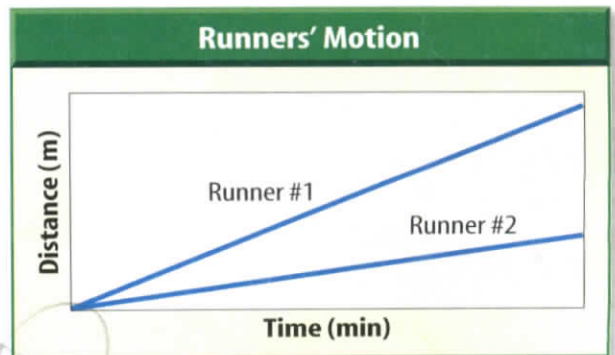 Runners' Motion
Distance (m)
Runner #1
Runner #2
Time (min)